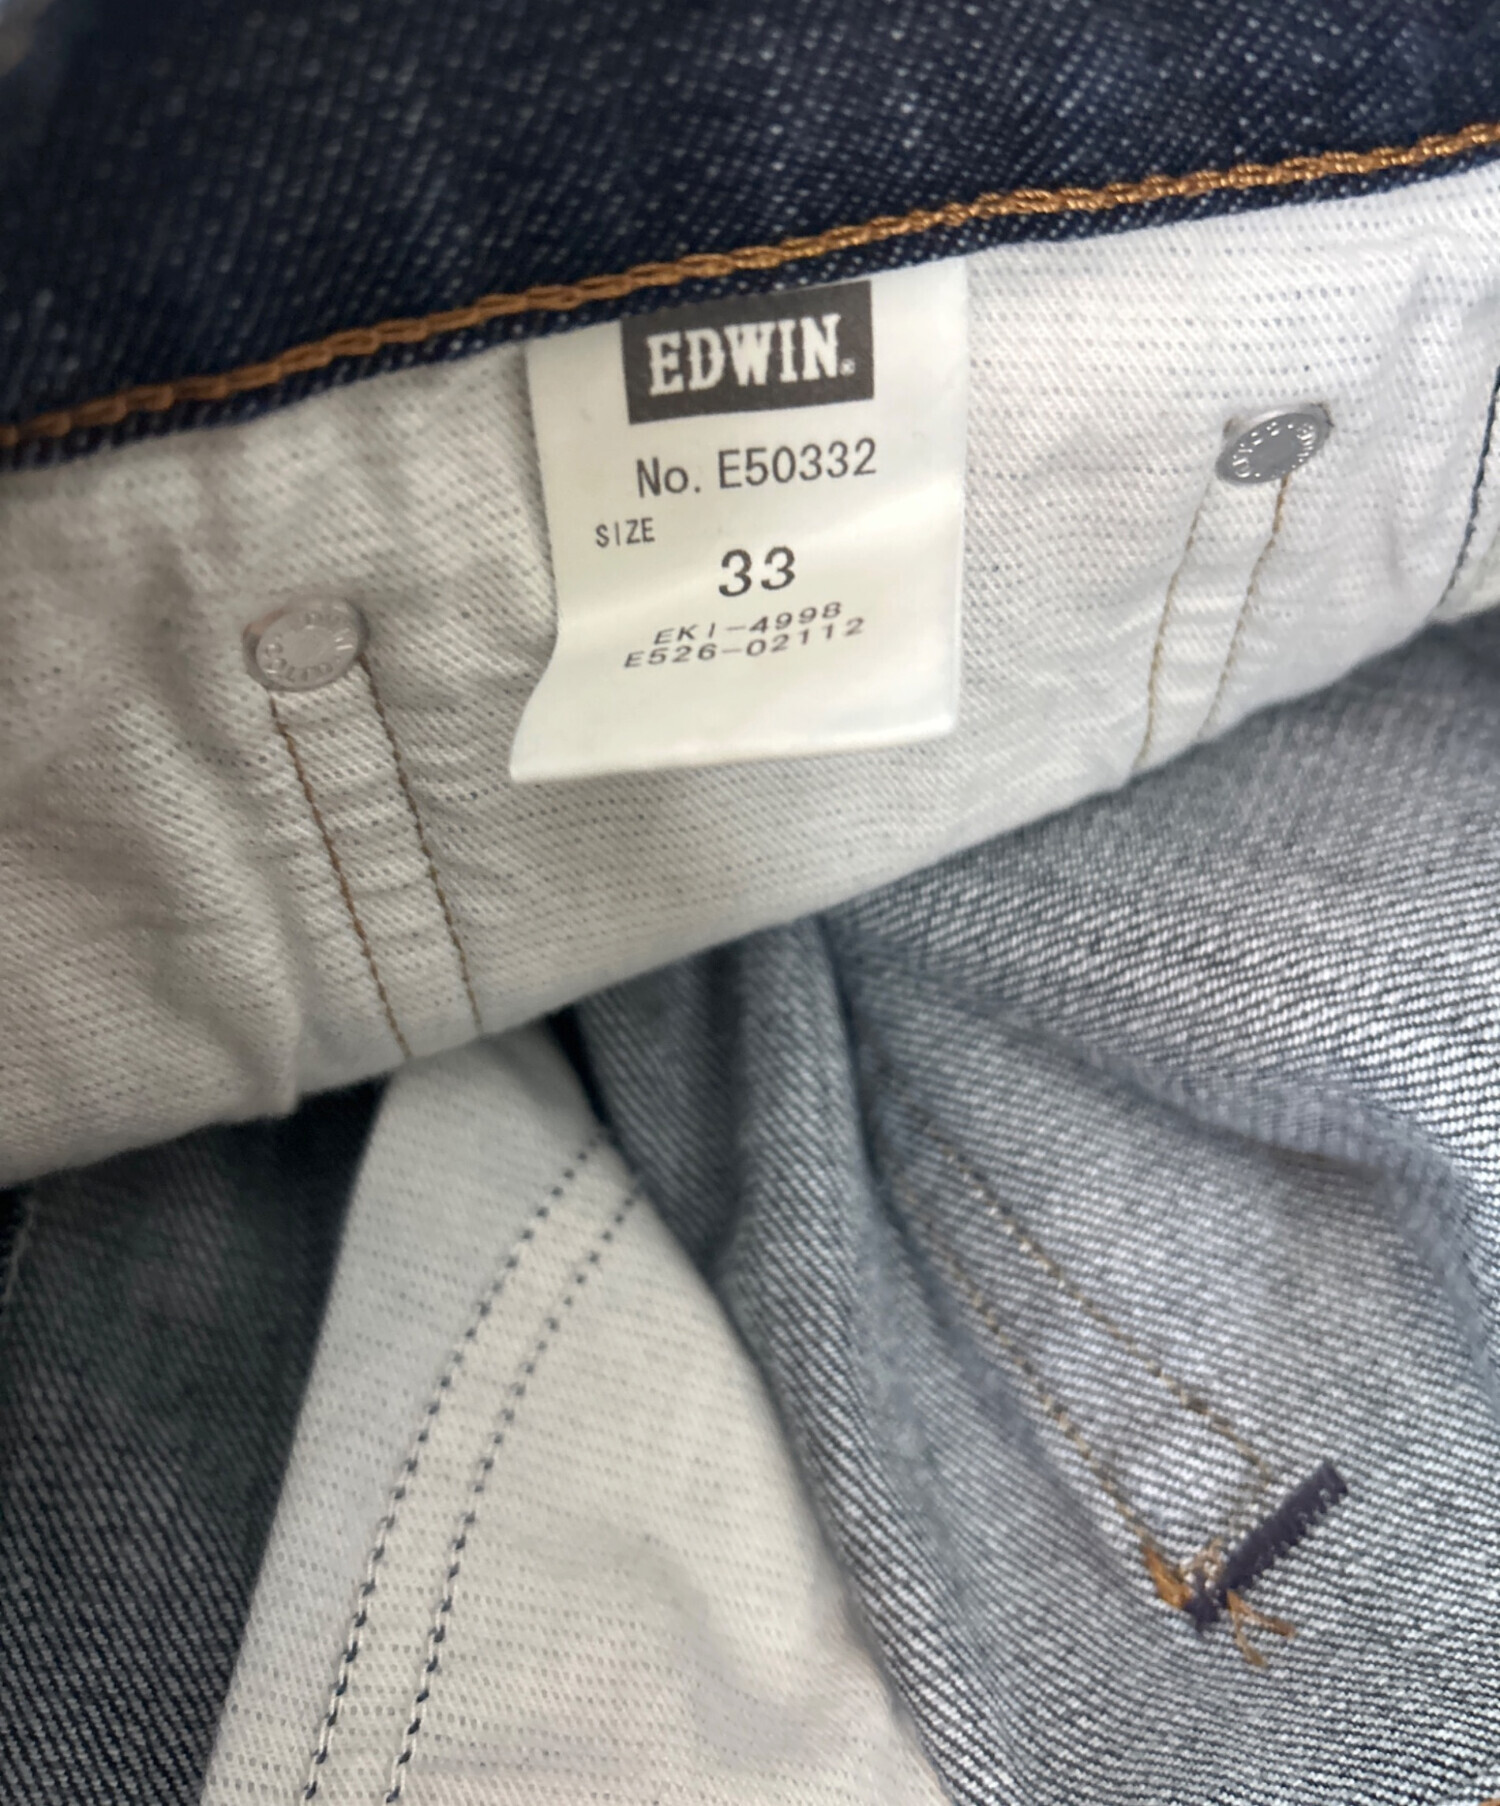 EDWIN®
No. E50332
SIZE
33
EKI-4998
E526-02112